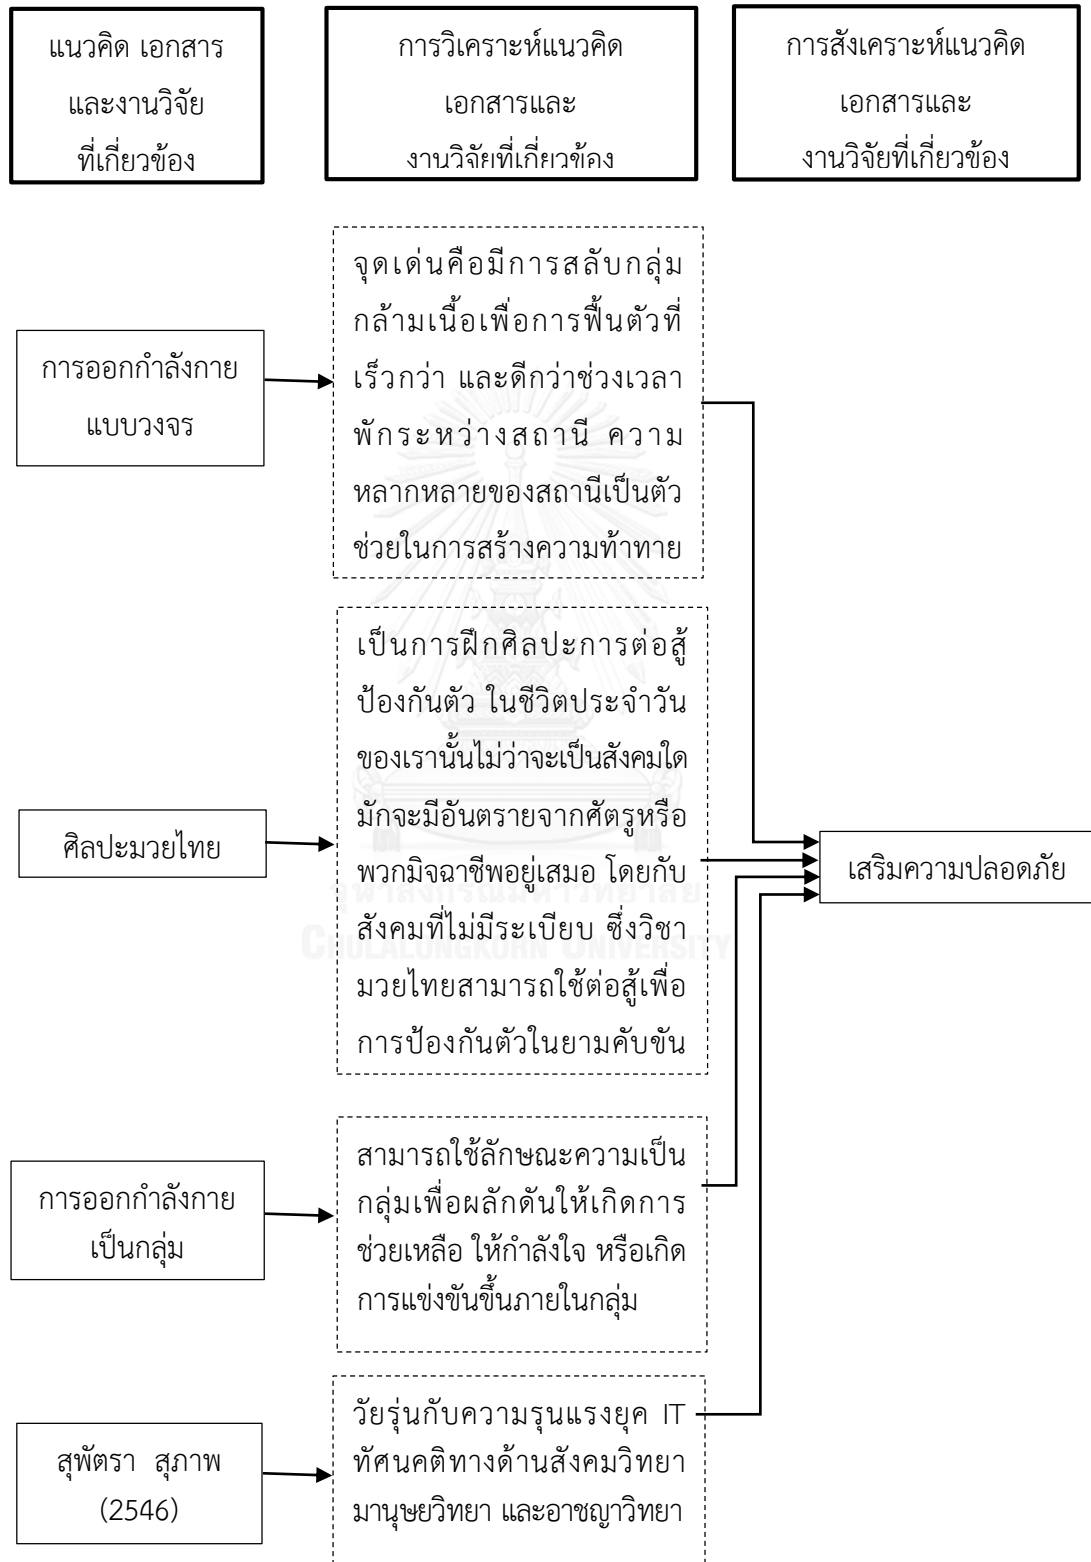 แนวคิด เอกสาร
และงานวิจัย
ที่เกี่ยวข้อง
การวิเคราะห์แนวคิด
เอกสารและ
งานวิจัยที่เกี่ยวข้อง
การสังเคราะห์แนวคิด
เอกสารและ
งานวิจัยที่เกี่ยวข้อง
การออกกำลังกาย
แบบวงจร
จุดเด่นคือมีการสลับกลุ่ม
กล้ามเนื้อเพื่อการฟื้นตัวที่
เร็วกว่า และดีกว่าช่วงเวลา
พักระหว่างสถานี ความ
หลากหลายของสถานีเป็นตัว
ช่วยในการสร้างความท้าทาย
ศิลปะมวยไทย
เป็นการฝึกศิลปะการต่อสู้
ป้องกันตัว ในชีวิตประจำวัน
ของเรานั้นไม่ว่าจะเป็นสังคมใด
มักจะมีอันตรายจากศัตรูหรือ
พวกมิจฉาชีพอยู่เสมอ โดยกับ
สังคมที่ไม่มีระเบียบ ซึ่งวิชา
มวยไทยสามารถใช้ต่อสู้เพื่อ
การป้องกันตัวในยามคับขัน
เสริมความปลอดภัย
จุฬาลงกรณ์มหาวิทยาลัย
CHULALONGKORN UNIVERSITY
การออกกำลังกาย
เป็นกลุ่ม
สามารถใช้ลักษณะความเป็น
กลุ่มเพื่อผลักดันให้เกิดการ
ช่วยเหลือ ให้กำลังใจ หรือเกิด
การแข่งขันขึ้นภายในกลุ่ม
สุพัตรา สุภาพ
(2546)
วัยรุ่นกับความรุนแรงยุค IT
ทัศนคติทางด้านสังคมวิทยา
มานุษยวิทยา และอาชญาวิทยา